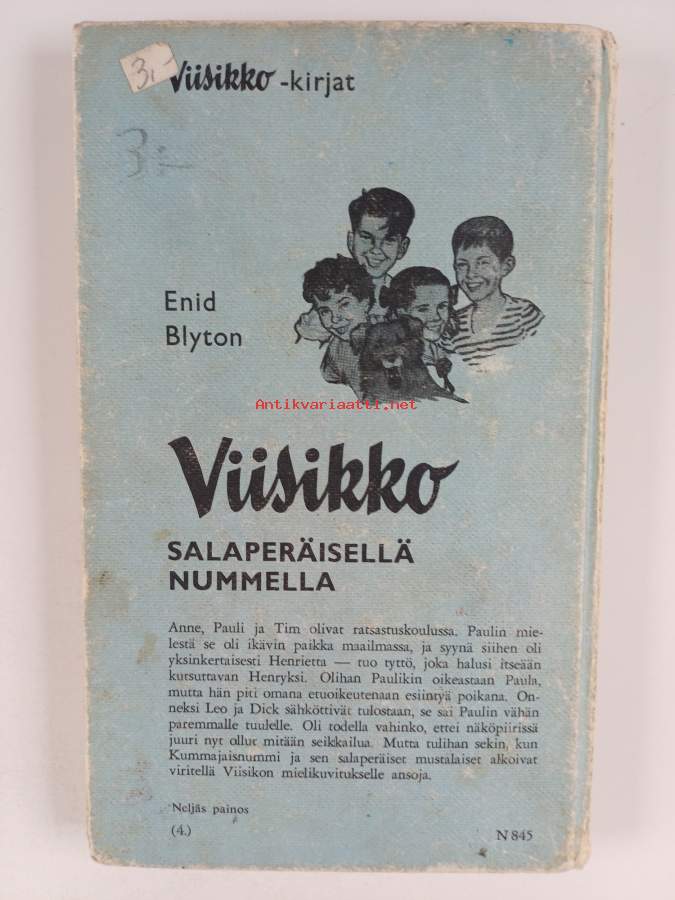 3,-
Viisikko -kirjat
3:-
Enid
Blyton
Antikvariaatti.net
Viisikko
SALAPERÄISELLÄ
NUMMELLA
Anne, Pauli ja Tim olivat ratsastuskoulussa. Paulin mie-
lestä se oli ikävin paikka maailmassa, ja syynä siihen oli
yksinkertaisesti Henrietta — tuo tyttö, joka halusi itseään
kutsuttavan Henryksi. Olihan Paulikin oikeastaan Paula,
mutta hän piti omana etuoikeutenaan esiintyä poikana. On-
neksi Leo ja Dick sähköttivät tulostaan, se sai Paulin vähän
paremmalle tuulelle. Oli todella vahinko, ettei näköpiirissä
juuri nyt ollut mitään seikkailua. Mutta tulihan sekin, kun
Kummajaisnummi ja sen salaperäiset mustalaiset alkoivat
viritellä Viisikon mielikuvitukselle ansoja.
Neljäs painos
(4.)
N 845